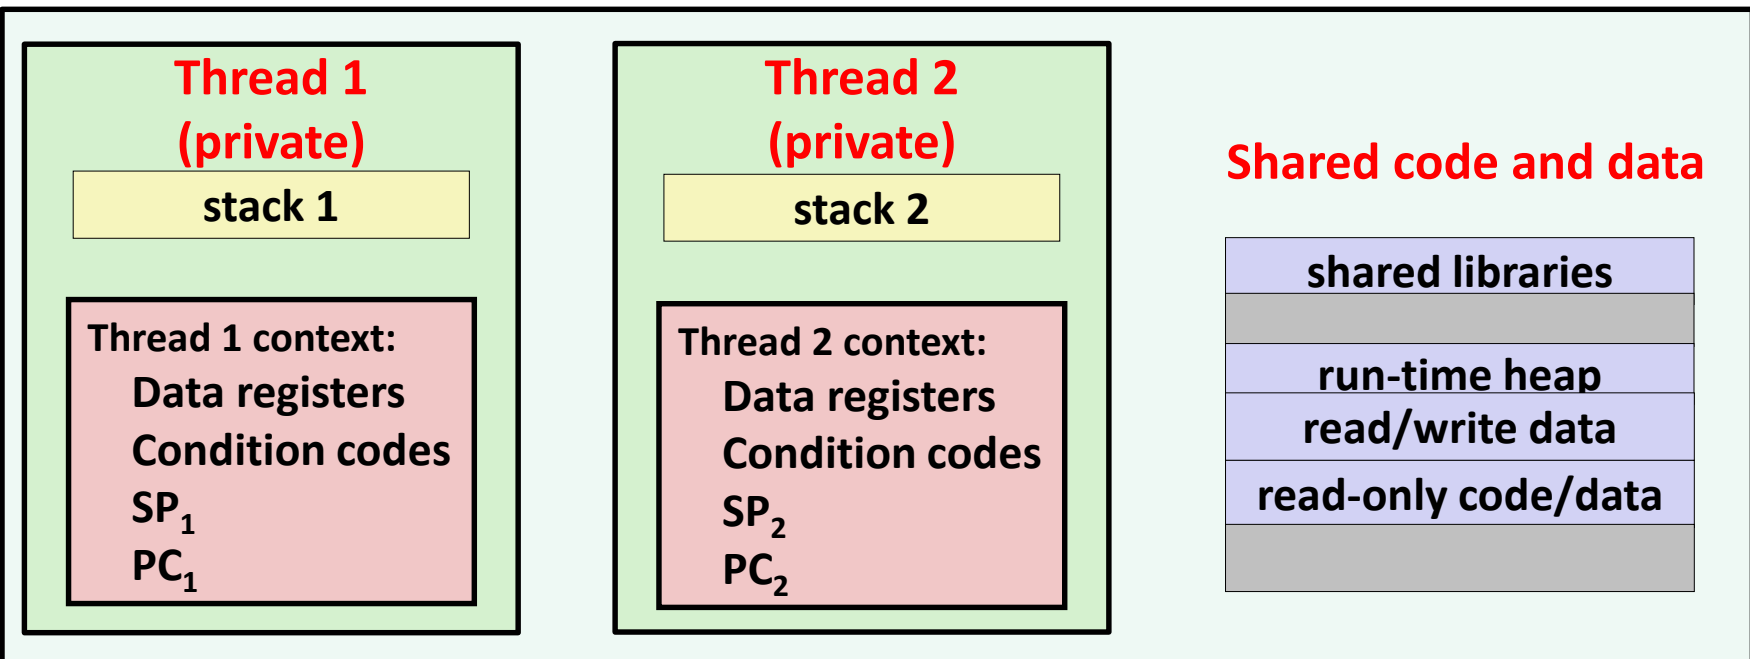 Thread 1
(private)
stack 1
Thread 1 context:
Data registers
Condition codes
SP₁
PC₁
Thread 2
(private)
stack 2
Thread 2 context:
Data registers
Condition codes
SP₂
PC₂
Shared code and data
shared libraries
run-time heap
read/write data
read-only code/data